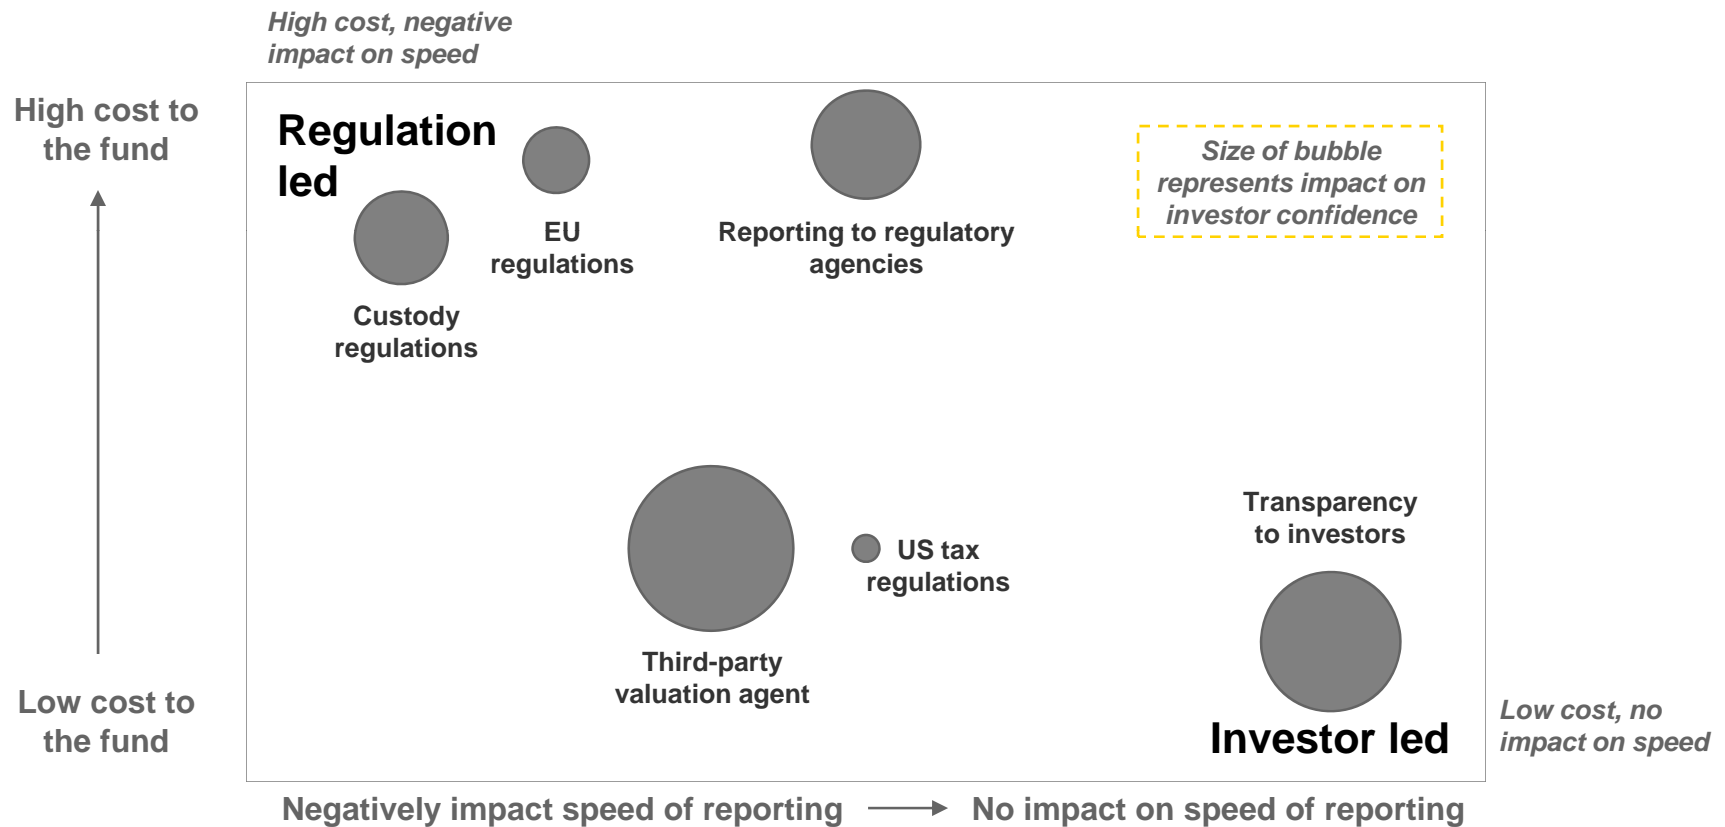 High cost, negative
impact on speed
High cost to
the fund
Regulation
led
Size of bubble
represents impact on
investor confidence
EU
regulations
Reporting to regulatory
agencies
Custody
regulations
Transparency
to investors
US tax
regulations
Third-party
valuation agent
Low cost to
the fund
Investor led
Low cost, no
impact on speed
Negatively impact speed of reporting
No impact on speed of reporting